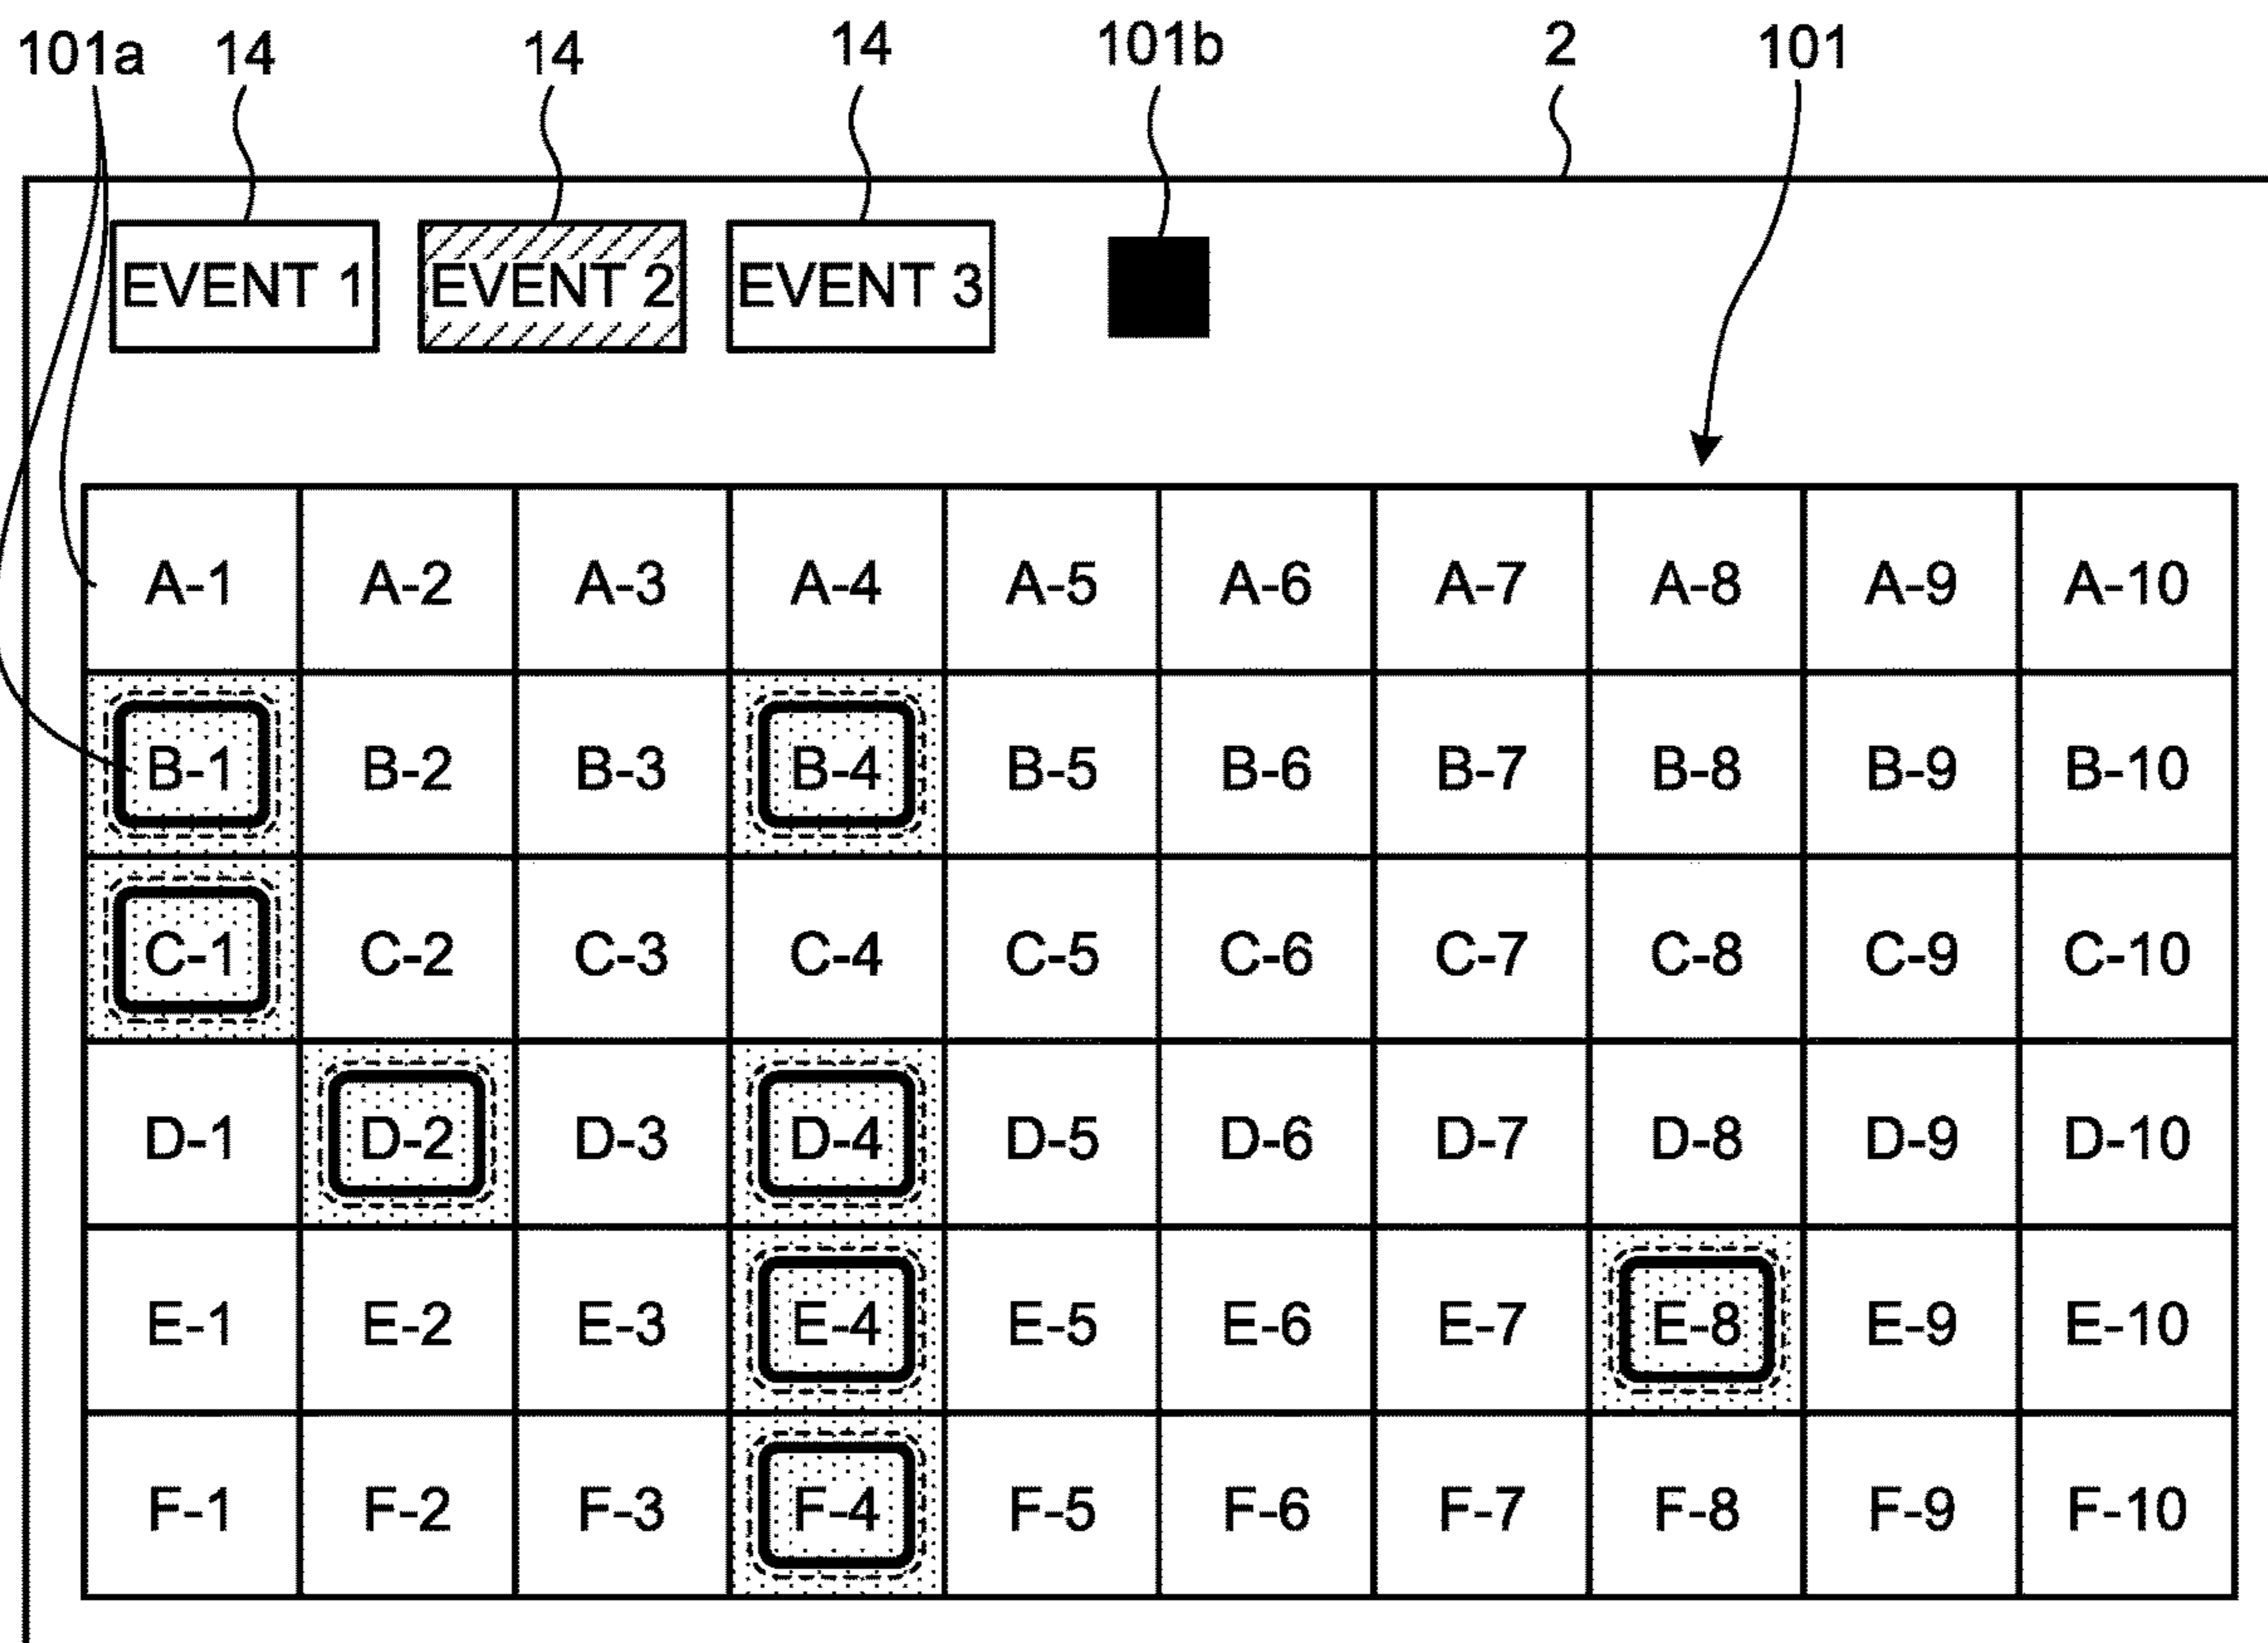 101a 14 14 14 101b 2 101
EVENT 1 EVENT 2 EVENT 3
A-1 A-2 A-3 A-4 A-5 A-6 A-7 A-8 A-9 A-10
B-1 B-2 B-3 B-4 B-5 B-6 B-7 B-8 B-9 B-10
C-1 C-2 C-3 C-4 C-5 C-6 C-7 C-8 C-9 C-10
D-1 D-2 D-3 D-4 D-5 D-6 D-7 D-8 D-9 D-10
E-1 E-2 E-3 E-4 E-5 E-6 E-7 E-8 E-9 E-10
F-1 F-2 F-3 F-4 F-5 F-6 F-7 F-8 F-9 F-10